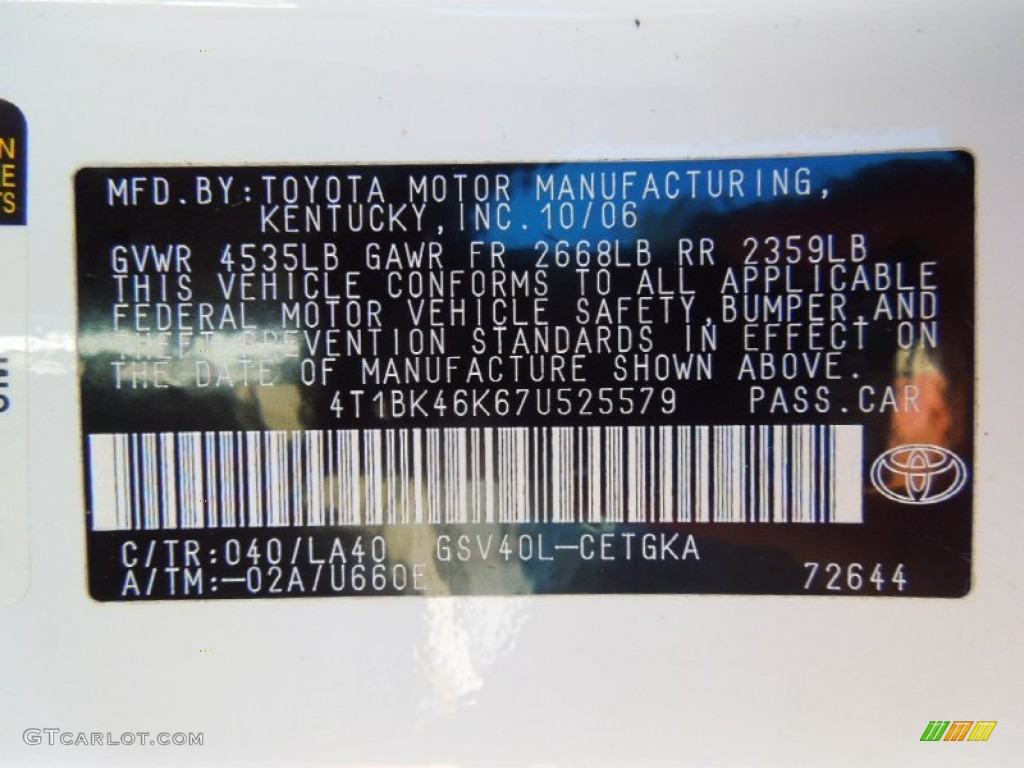 MFD.BY:TOYOTA MOTOR MANUFACTURING,
KENTUCKY,INC.10/06
GVWR 4535LB GAWR FR 2668LB RR 2359LB
THIS VEHICLE CONFORMS TO ALL APPLICABLE
FEDERAL MOTOR VEHICLE SAFETY,BUMPER,AND
THEFT PREVENTION STANDARDS IN EFFECT ON
THE DATE OF MANUFACTURE SHOWN ABOVE.
4T1BK46K67U525579 PASS.CAR
C/TR:040/LA40 GSV40L-CETGKA
A/TM:-02A/U660E 72644
GTCARLOT.COM